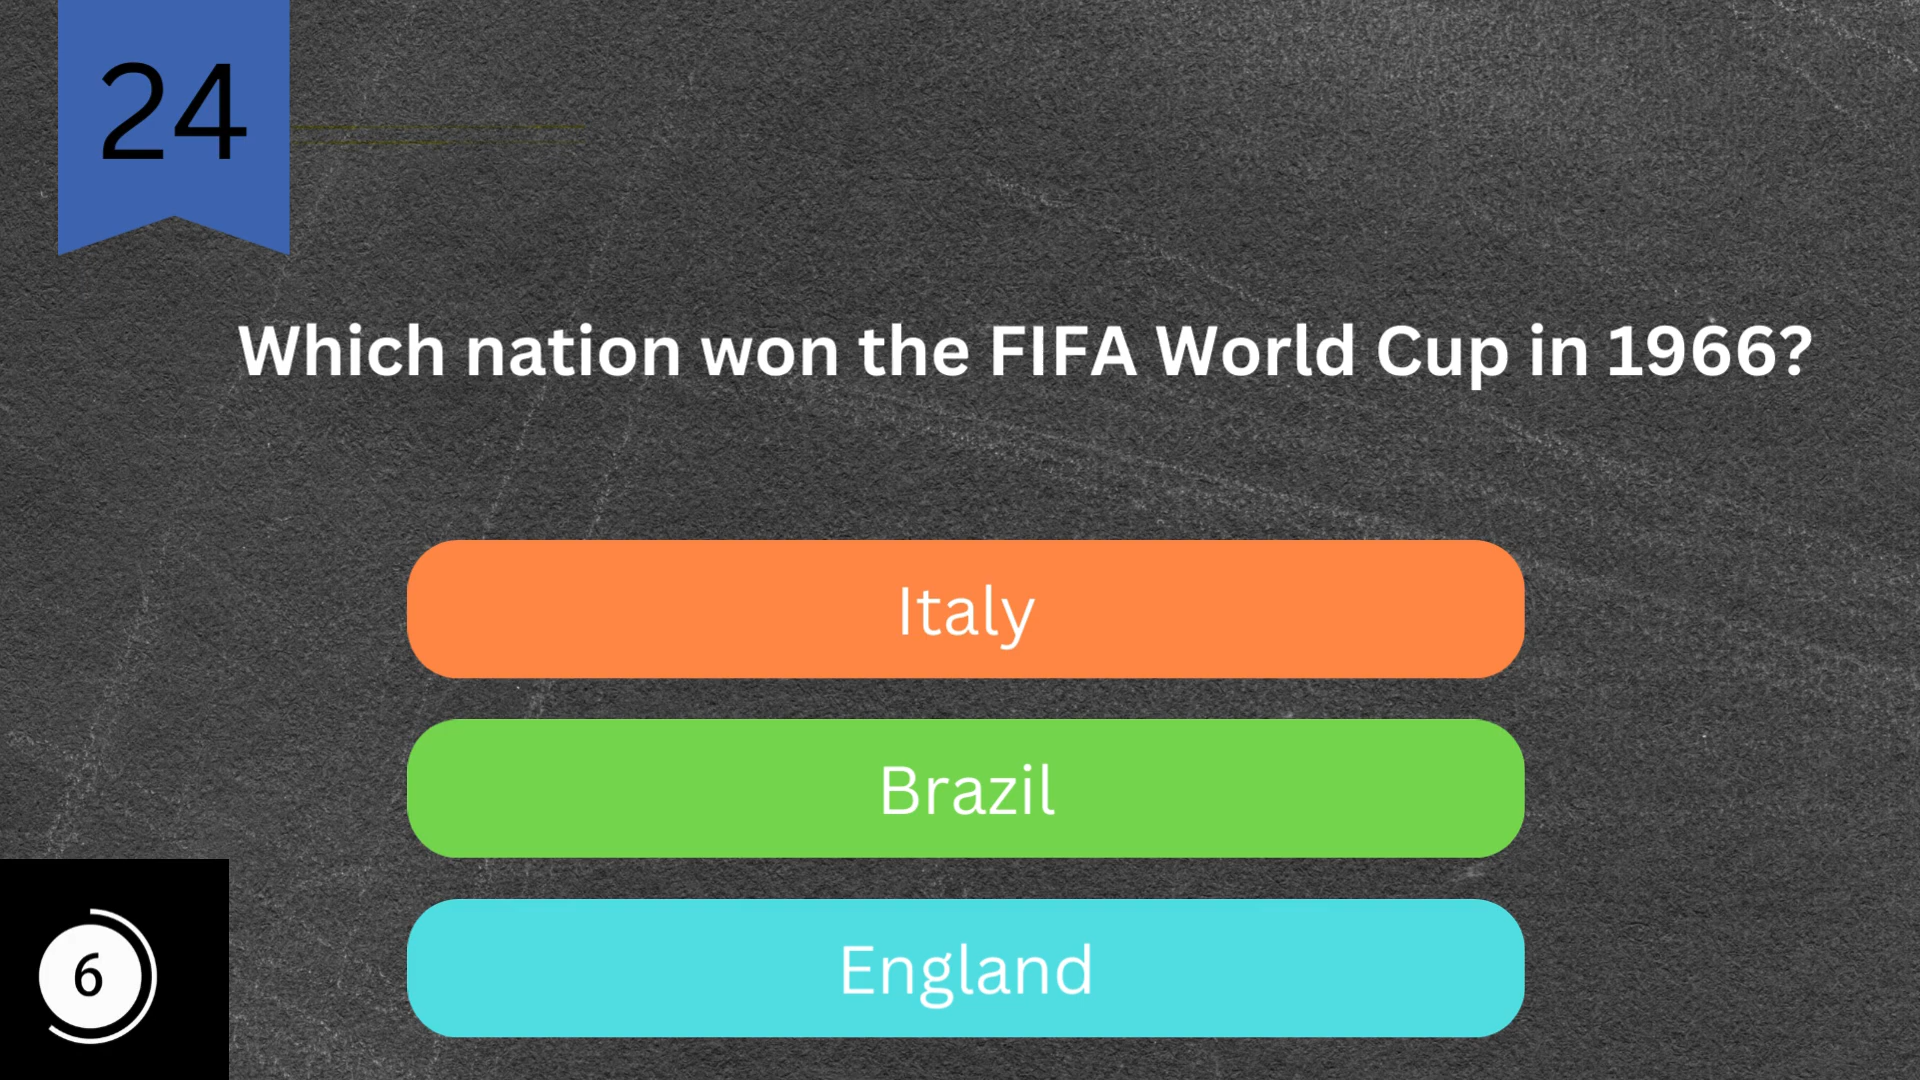 24
Which nation won the FIFA World Cup in 1966?
Italy
Brazil
England
6